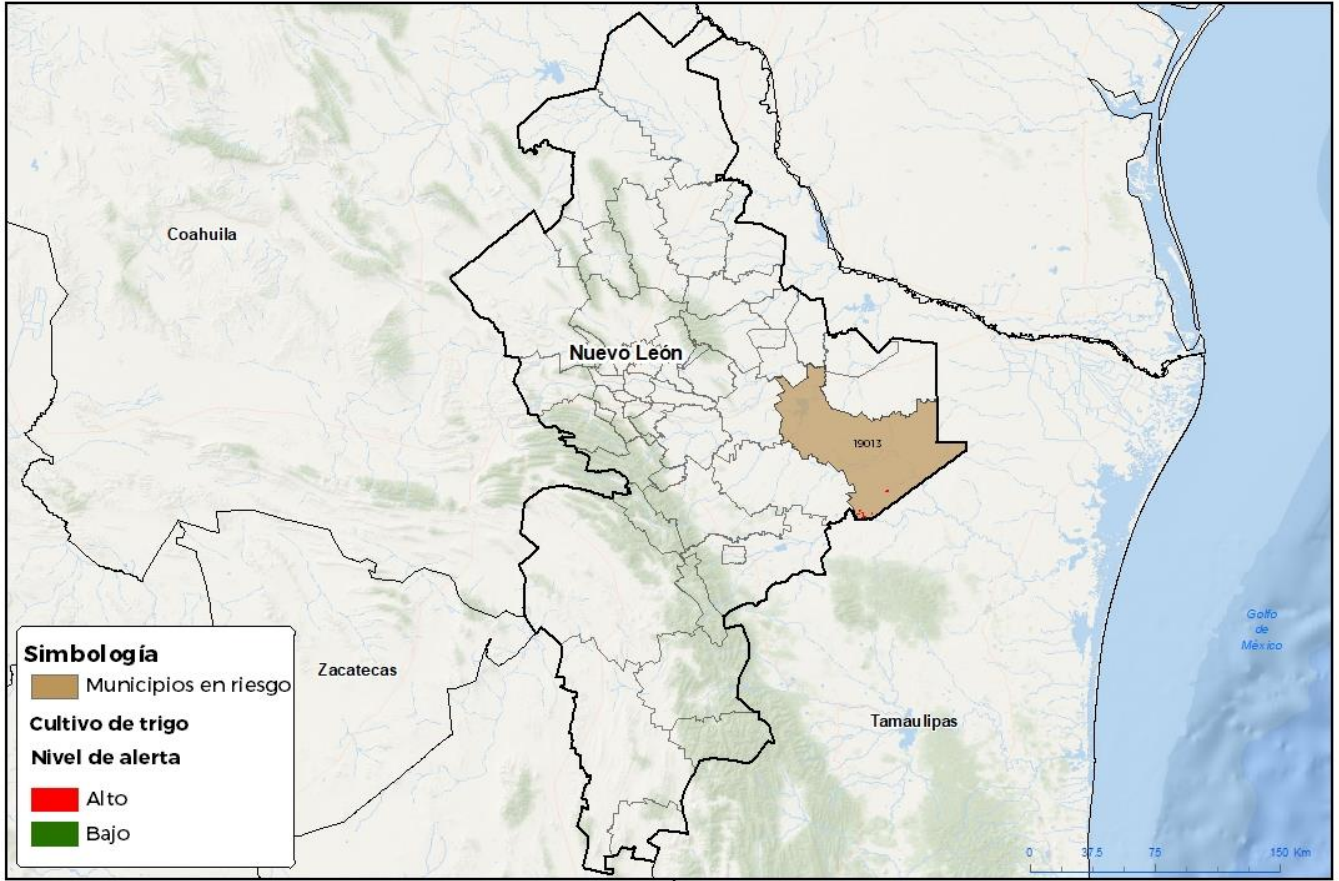 Coahuila
Nuevo León
19013
Golfo
de
México
Simbología
Municipios en riesgo
Cultivo de trigo
Nivel de alerta
Alto
Bajo
Zacatecas
Tamaulipas
0 37.5 75 150 Km